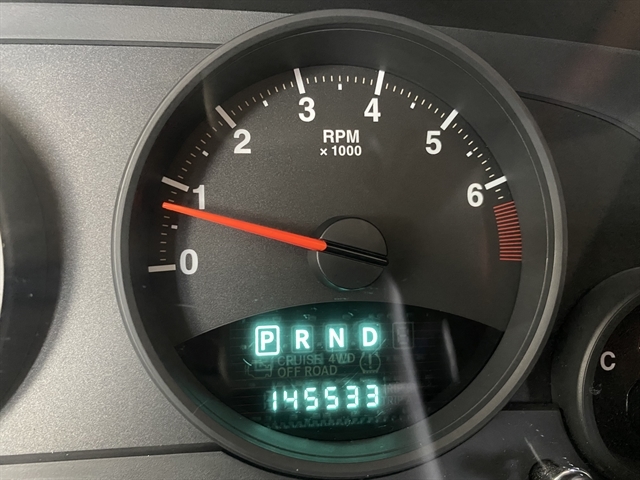 3 4
2 5
RPM
× 1000
1 6
0
P R N D
CRUISE 4WD
OFF ROAD
145533
C